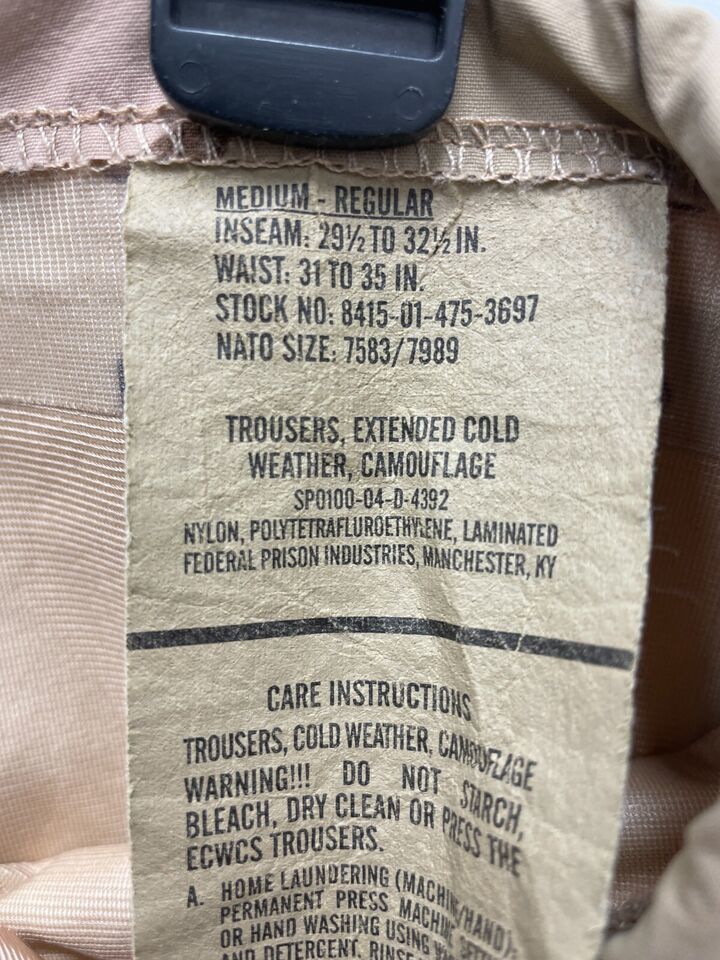 MEDIUM - REGULAR
INSEAM: 29½ TO 32½ IN.
WAIST: 31 TO 35 IN.
STOCK NO: 8415-01-475-3697
NATO SIZE: 7583/7989
TROUSERS, EXTENDED COLD
WEATHER, CAMOUFLAGE
SPO100-04-D-4392
NYLON, POLYTETRAFLUROETHYLENE, LAMINATED
FEDERAL PRISON INDUSTRIES, MANCHESTER, KY
CARE INSTRUCTIONS
TROUSERS, COLD WEATHER, CAMOUFLAGE
WARNING!!! DO NOT STARCH,
BLEACH, DRY CLEAN OR PRESS THE
ECWCS TROUSERS.
A. HOME LAUNDERING (MACHINE/HAND):
PERMANENT PRESS MACHINE
OR HAND WASHING USING
AND DETERGENT. RINSE